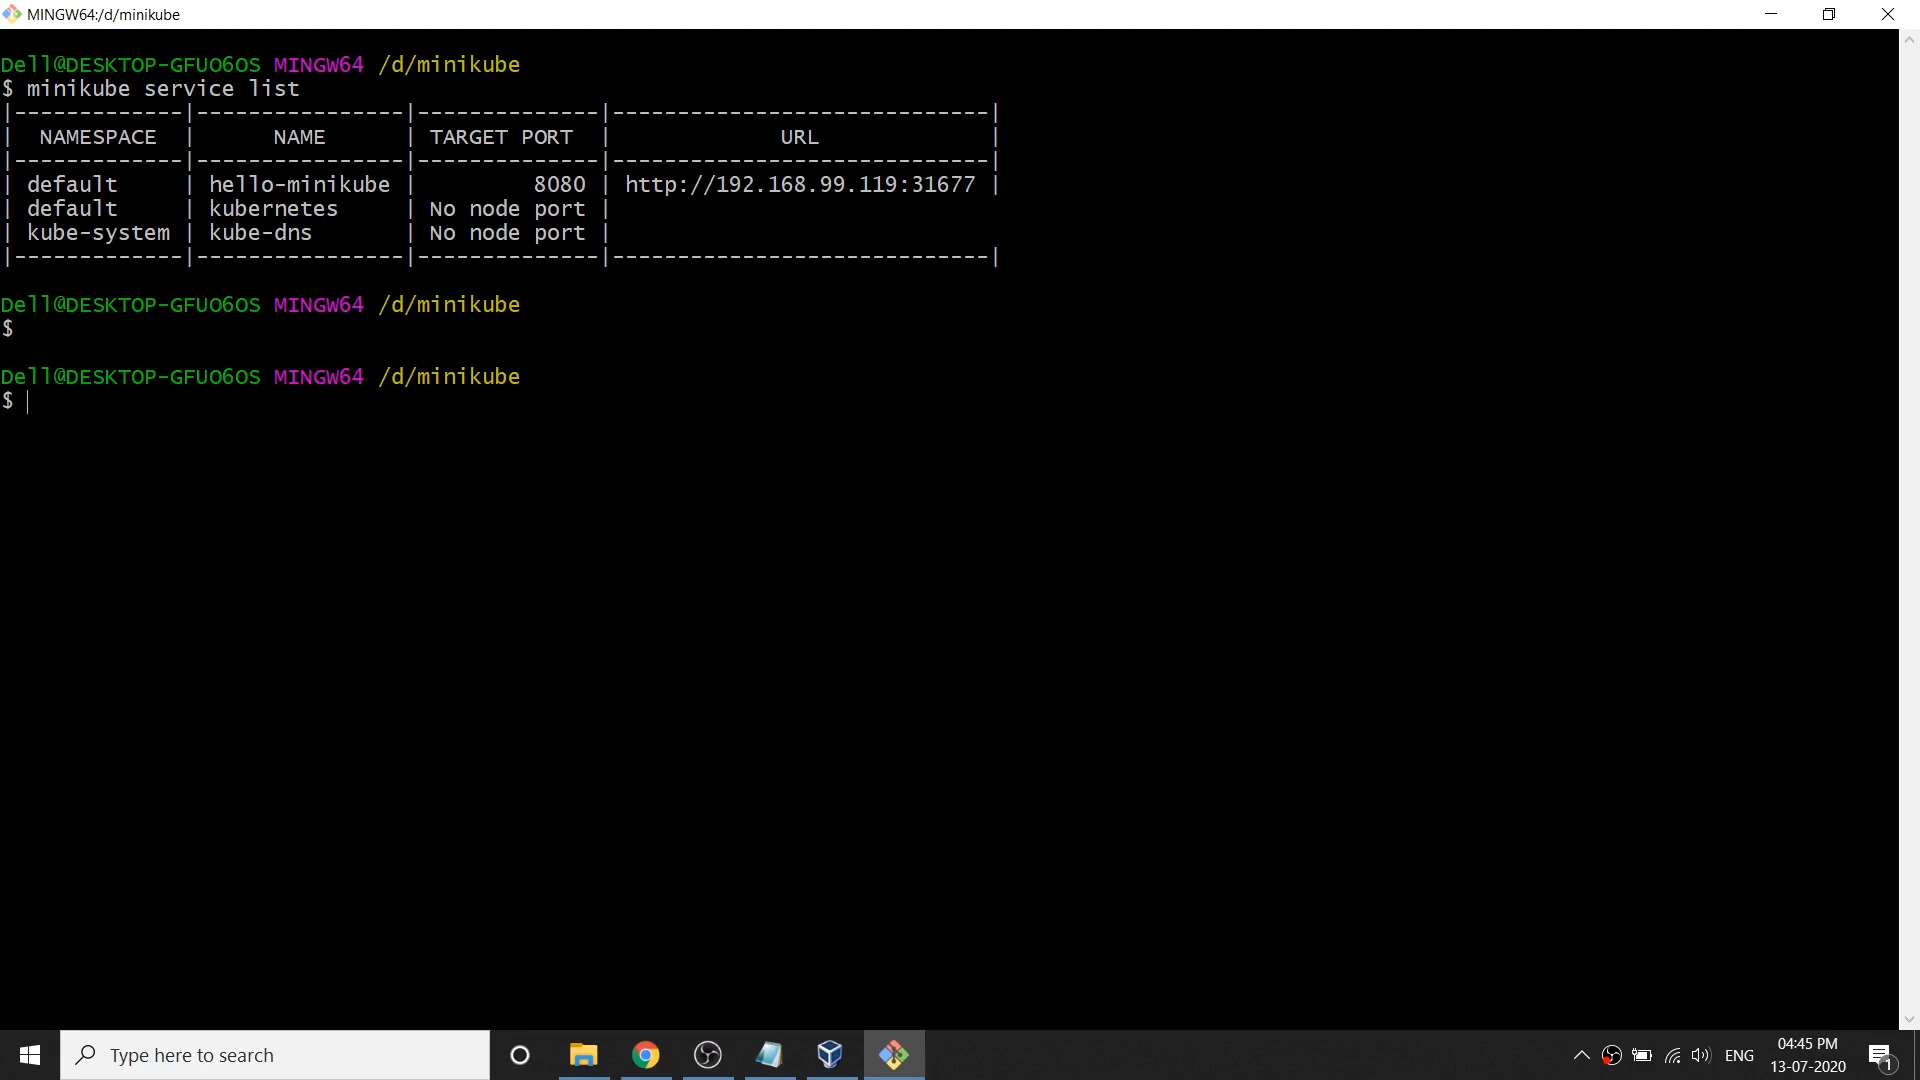 MINGW64:/d/minikube
Dell@DESKTOP-GFUO6OS MINGW64 /d/minikube
$ minikube service list
|-------------|----------------|--------------|-----------------------------|
|  NAMESPACE  |      NAME      | TARGET PORT  |             URL             |
|-------------|----------------|--------------|-----------------------------|
| default     | hello-minikube |         8080 | http://192.168.99.119:31677 |
| default     | kubernetes     | No node port |
| kube-system | kube-dns       | No node port |
|-------------|----------------|--------------|-----------------------------|
Dell@DESKTOP-GFUO6OS MINGW64 /d/minikube
$
Dell@DESKTOP-GFUO6OS MINGW64 /d/minikube
$
Type here to search
ENG
04:45 PM
13-07-2020
1